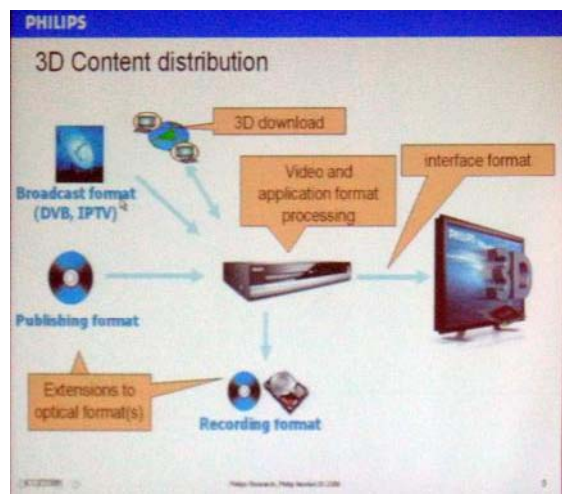 PHILIPS
3D Content distribution
3D download
Video and
application format
processing
interface format
Broadcast format
(DVB, IPTV)
Publishing format
Extensions to
optical format(s)
Recording format